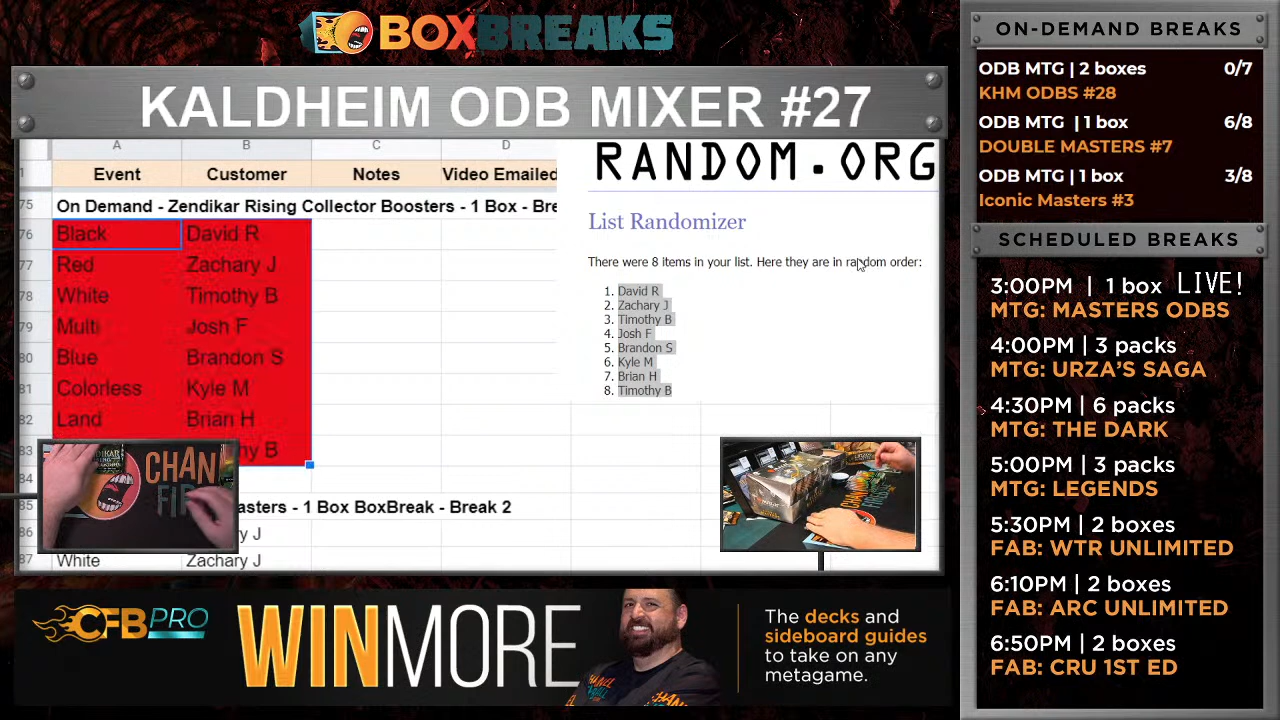 BOXBREAKS
KALDHEIM ODB MIXER #27
A B C D
Event Customer Notes Video Emailed
75 On Demand - Zendikar Rising Collector Boosters - 1 Box - Bre
76 Black David R
77 Red Zachary J
78 White Timothy B
79 Multi Josh F
80 Blue Brandon S
81 Colorless Kyle M
82 Land Brian H
83 hy B
84
85 asters - 1 Box BoxBreak - Break 2
86 ry J
87 White Zachary J
RANDOM.ORG
List Randomizer
There were 8 items in your list. Here they are in random order:
1. David R
2. Zachary J
3. Timothy B
4. Josh F
5. Brandon S
6. Kyle M
7. Brian H
8. Timothy B
CHAN
FIR
CFBPRO
WINMORE
The decks and
sideboard guides
to take on any
metagame.
ON-DEMAND BREAKS
ODB MTG | 2 boxes 0/7
KHM ODBS #28
ODB MTG | 1 box 6/8
DOUBLE MASTERS #7
ODB MTG | 1 box 3/8
Iconic Masters #3
SCHEDULED BREAKS
3:00PM | 1 box LIVE!
MTG: MASTERS ODBS
4:00PM | 3 packs
MTG: URZA'S SAGA
4:30PM | 6 packs
MTG: THE DARK
5:00PM | 3 packs
MTG: LEGENDS
5:30PM | 2 boxes
FAB: WTR UNLIMITED
6:10PM | 2 boxes
FAB: ARC UNLIMITED
6:50PM | 2 boxes
FAB: CRU 1ST ED